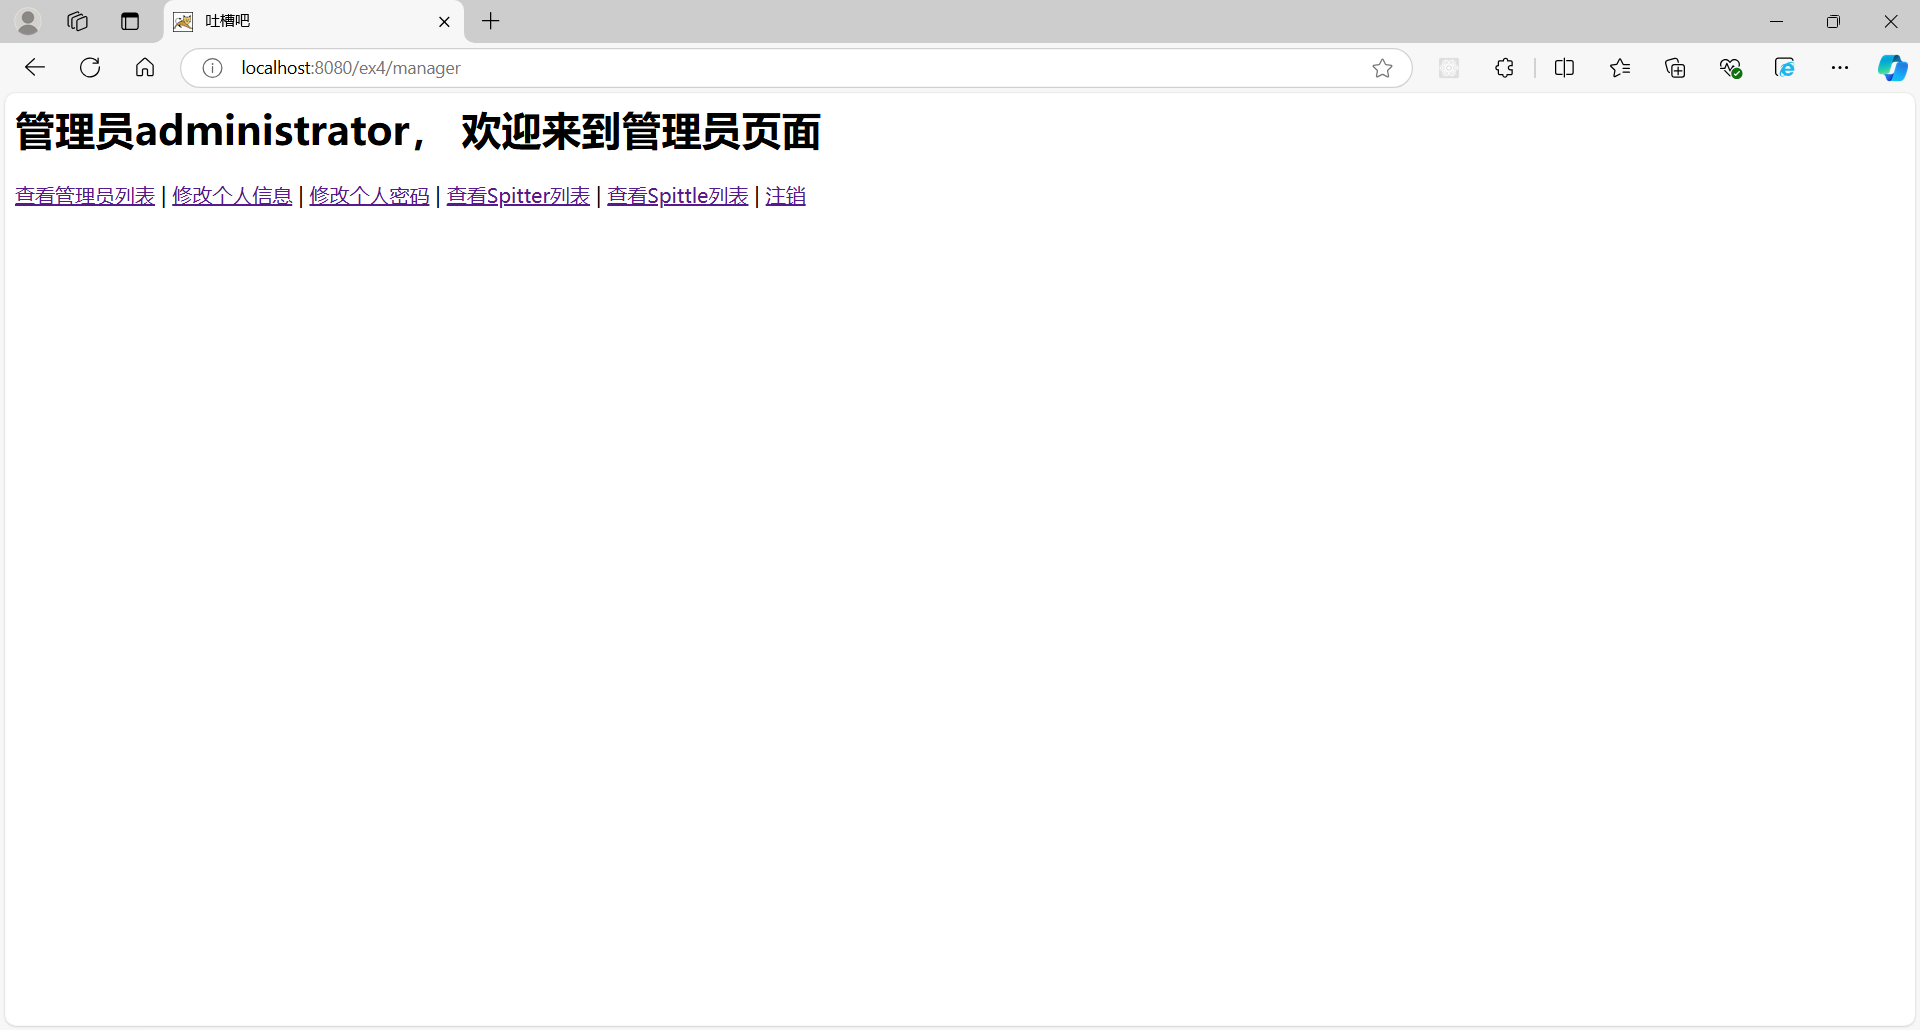 吐槽吧
localhost:8080/ex4/manager
管理员administrator， 欢迎来到管理员页面
查看管理员列表 | 修改个人信息 | 修改个人密码 | 查看Spitter列表 | 查看Spittle列表 | 注销